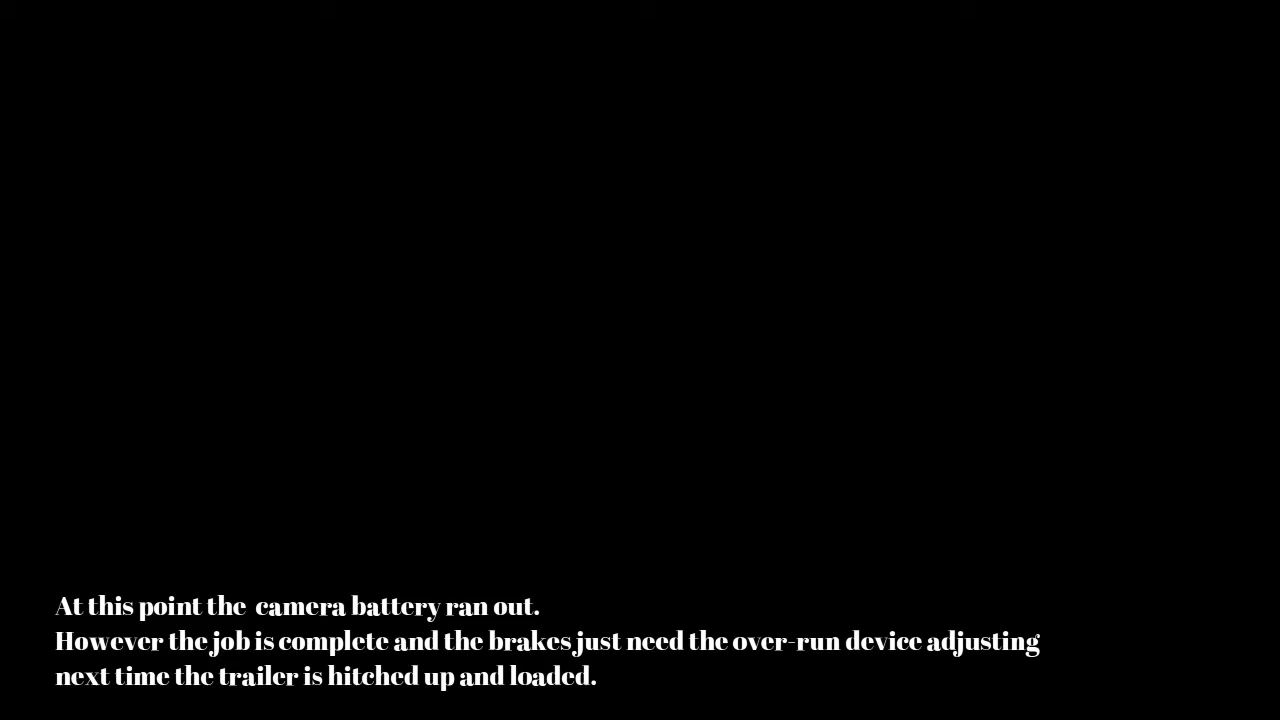 At this point the  camera battery ran out.
However the job is complete and the brakes just need the over-run device adjusting
next time the trailer is hitched up and loaded.